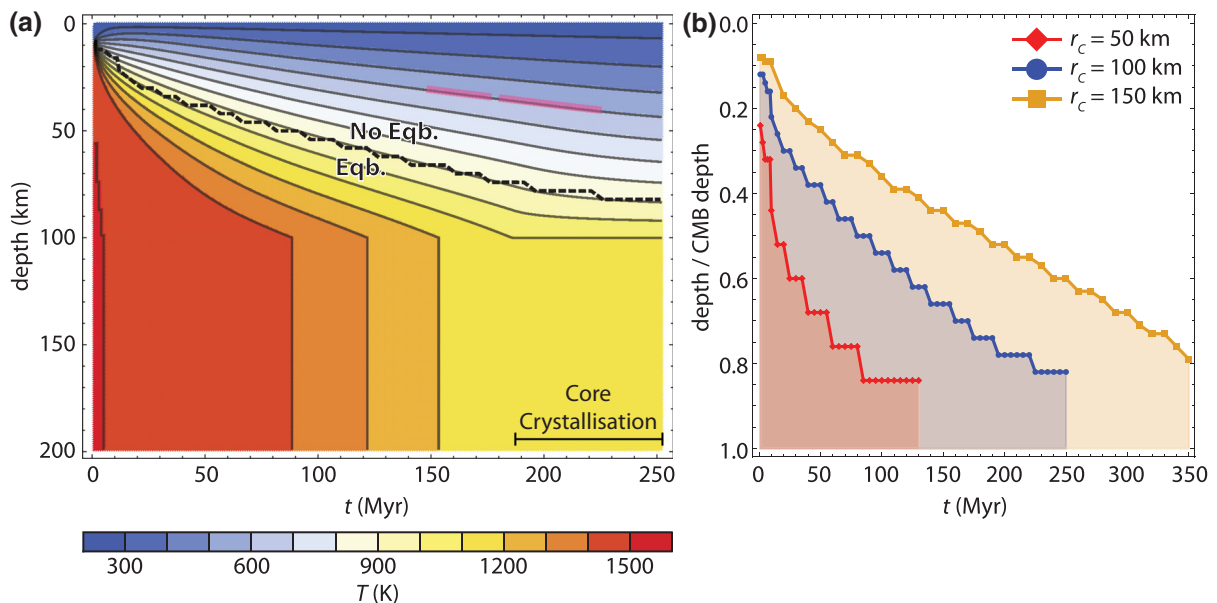 (a)
0
50
100
150
200
depth (km)
No Eqb.
Eqb.
Core
Crystallisation
0 50 100 150 200 250
t (Myr)
300 600 900 1200 1500
T (K)
(b)
0.0
0.2
0.4
0.6
0.8
1.0
depth / CMB depth
r_c = 50 km
r_c = 100 km
r_c = 150 km
0 50 100 150 200 250 300 350
t (Myr)